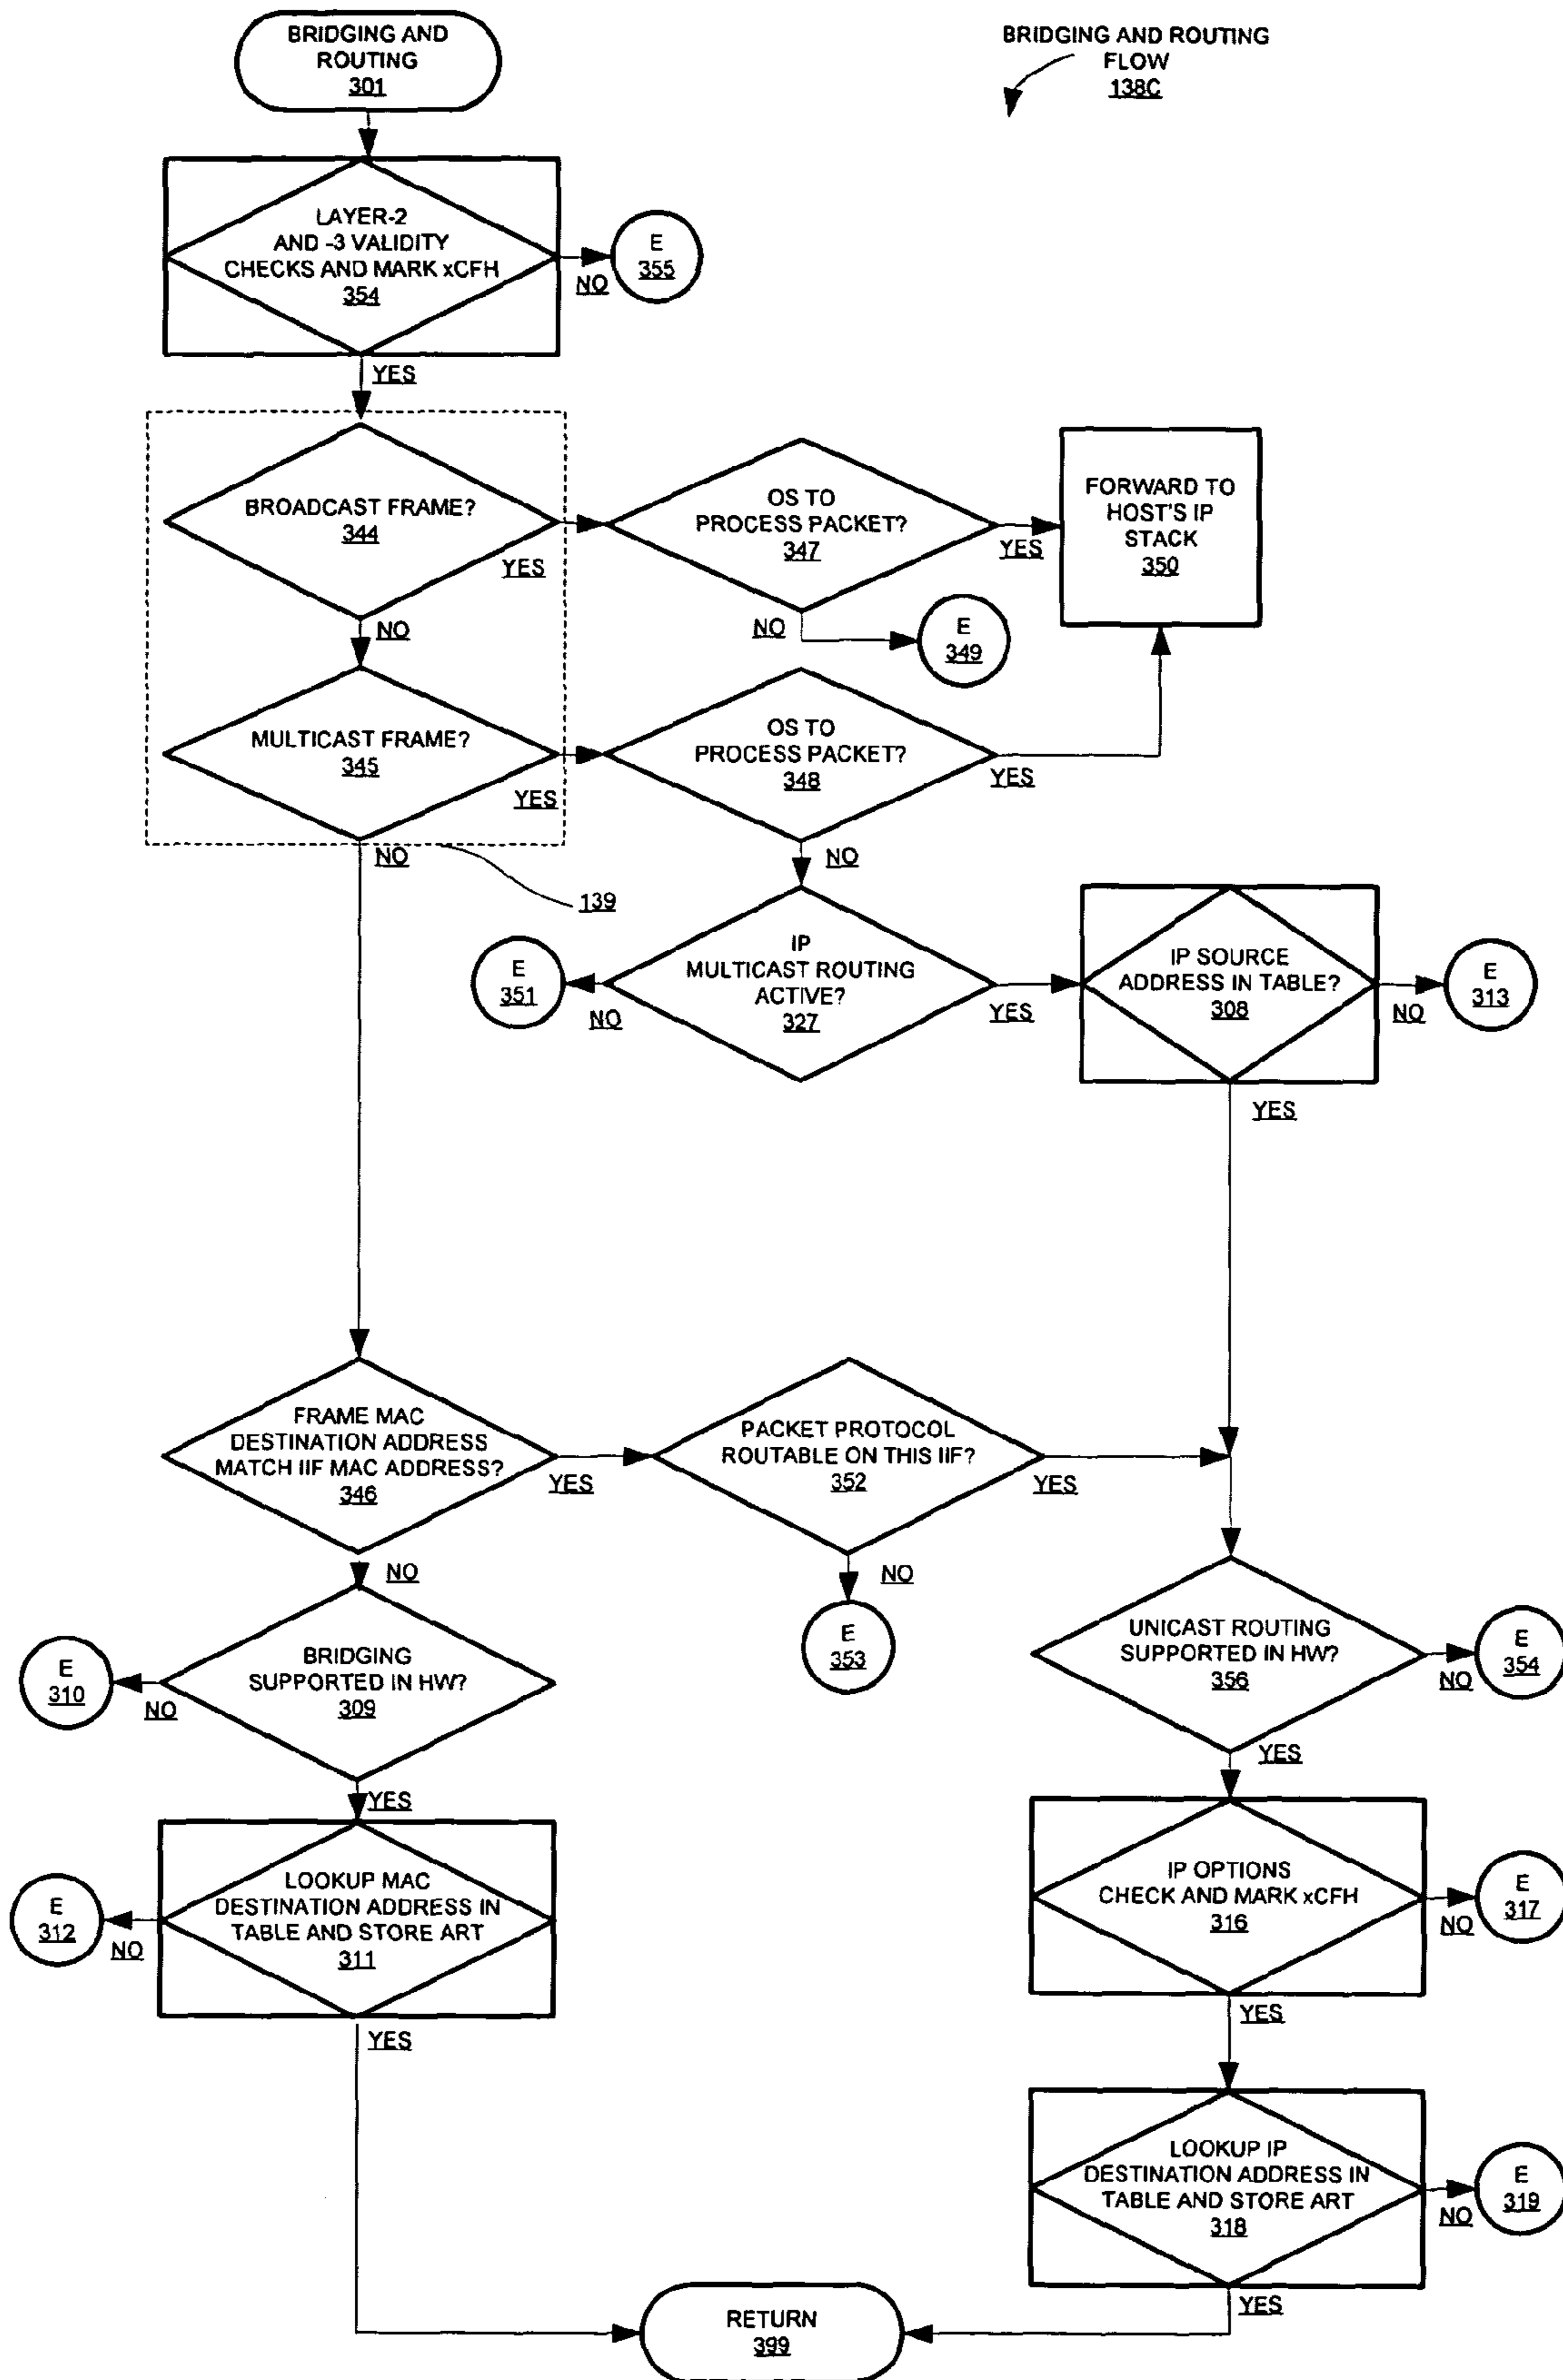 BRIDGING AND
ROUTING
301
BRIDGING AND ROUTING
FLOW
138C
LAYER-2
AND -3 VALIDITY
CHECKS AND MARK xCFH
354
NO
E
355
YES
BROADCAST FRAME?
344
YES
OS TO
PROCESS PACKET?
347
YES
FORWARD TO
HOST'S IP
STACK
350
NO
NO
E
349
MULTICAST FRAME?
345
YES
OS TO
PROCESS PACKET?
348
YES
NO
NO
139
E
351
NO
IP
MULTICAST ROUTING
ACTIVE?
327
YES
IP SOURCE
ADDRESS IN TABLE?
308
NO
E
313
YES
FRAME MAC
DESTINATION ADDRESS
MATCH IIF MAC ADDRESS?
346
YES
PACKET PROTOCOL
ROUTABLE ON THIS IIF?
352
YES
NO
NO
E
353
E
310
NO
BRIDGING
SUPPORTED IN HW?
309
UNICAST ROUTING
SUPPORTED IN HW?
356
NO
E
354
YES
YES
E
312
NO
LOOKUP MAC
DESTINATION ADDRESS IN
TABLE AND STORE ART
311
IP OPTIONS
CHECK AND MARK xCFH
316
NO
E
317
YES
YES
LOOKUP IP
DESTINATION ADDRESS IN
TABLE AND STORE ART
318
NO
E
319
YES
RETURN
399